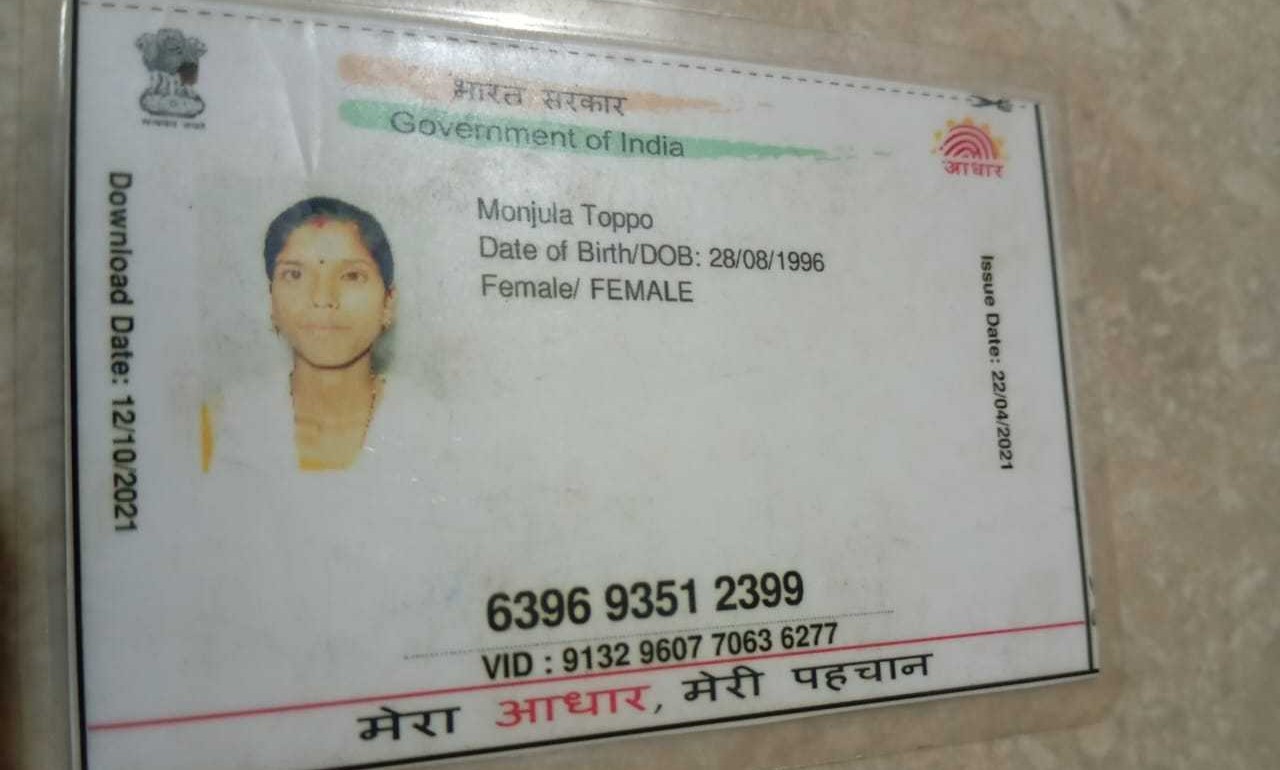 भारत सरकार
Government of India
आधार
Download Date: 12/10/2021
Monjula Toppo
Date of Birth/DOB: 28/08/1996
Female/ FEMALE
Issue Date: 22/04/2021
6396 9351 2399
VID : 9132 9607 7063 6277
मेरा आधार, मेरी पहचान